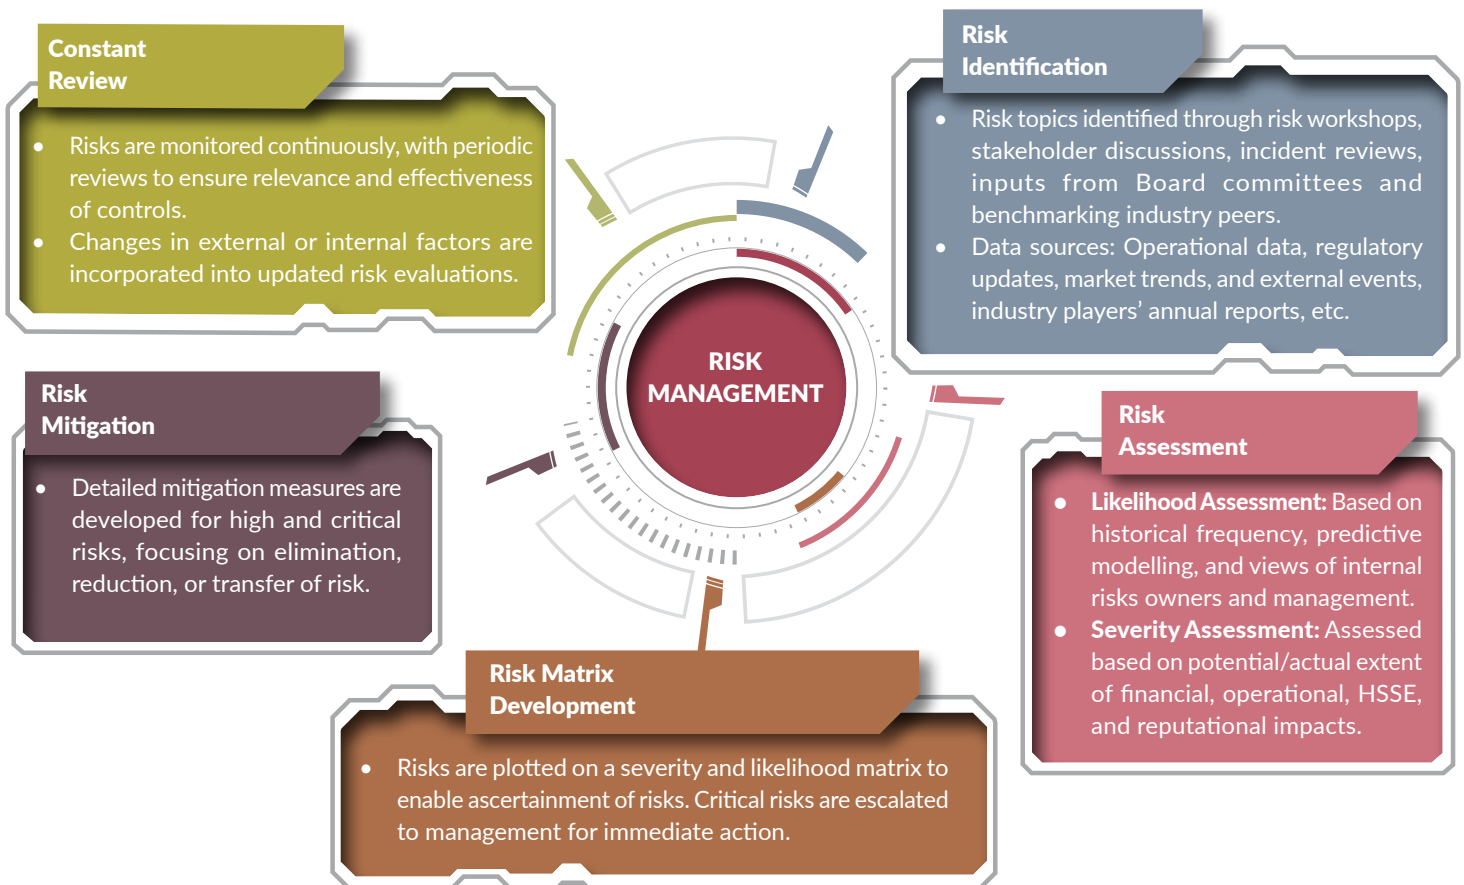 Constant
Review
• Risks are monitored continuously, with periodic
reviews to ensure relevance and effectiveness
of controls.
• Changes in external or internal factors are
incorporated into updated risk evaluations.
Risk
Identification
• Risk topics identified through risk workshops,
stakeholder discussions, incident reviews,
inputs from Board committees and
benchmarking industry peers.
• Data sources: Operational data, regulatory
updates, market trends, and external events,
industry players’ annual reports, etc.
RISK
MANAGEMENT
Risk
Mitigation
• Detailed mitigation measures are
developed for high and critical
risks, focusing on elimination,
reduction, or transfer of risk.
Risk
Assessment
• Likelihood Assessment: Based on
historical frequency, predictive
modelling, and views of internal
risks owners and management.
• Severity Assessment: Assessed
based on potential/actual extent
of financial, operational, HSSE,
and reputational impacts.
Risk Matrix
Development
• Risks are plotted on a severity and likelihood matrix to
enable ascertainment of risks. Critical risks are escalated
to management for immediate action.